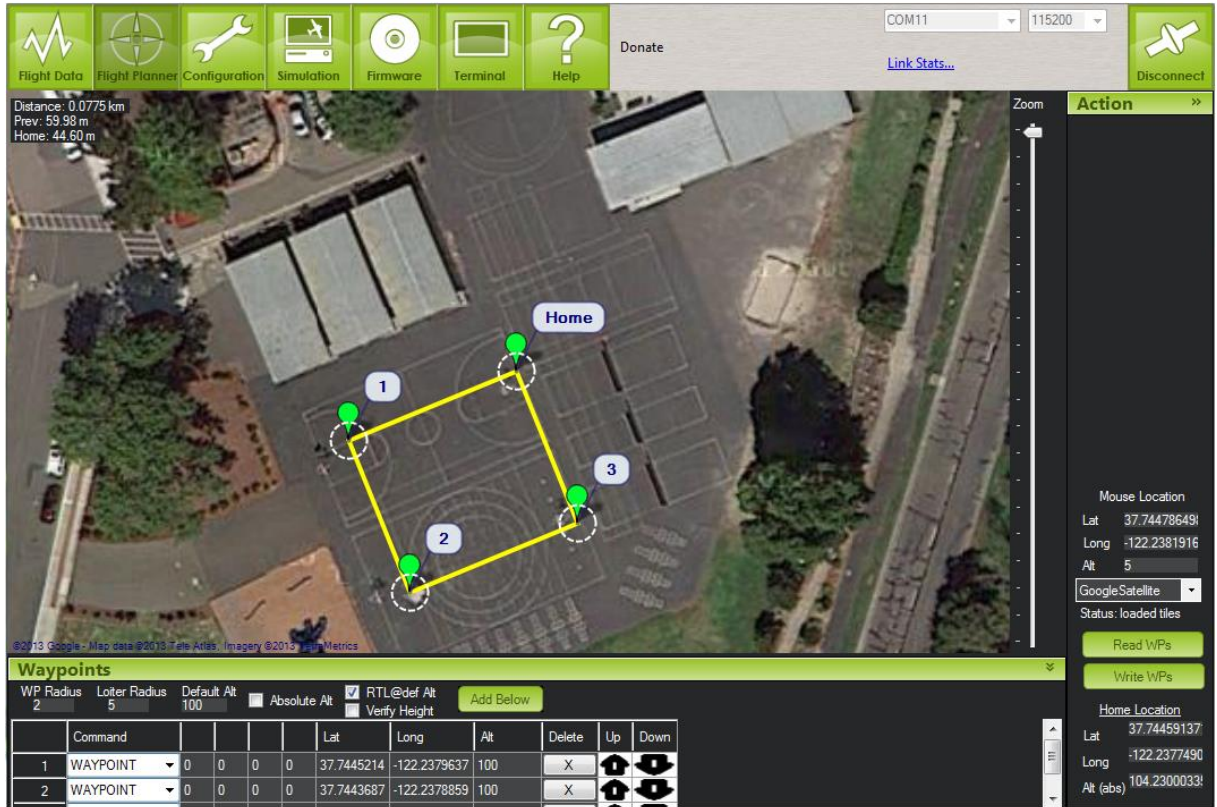 Flight Data Flight Planner Configuration Simulation Firmware Terminal Help
Donate
COM11 115200
Link Stats...
Disconnect
Distance: 0.0775 km
Prev: 59.98 m
Home: 44.60 m
Zoom
Action »
Home
1
3
2
Mouse Location
Lat 37.744786498
Long -122.2381916
Alt 5
GoogleSatellite
Status: loaded tiles
Read WPs
Write WPs
Home Location
Lat 37.74459137
Long -122.2377490
Alt (abs) 104.2300033
©2013 Google - Map data ©2013 Tele Atlas, Imagery ©2013 TerraMetrics
Waypoints
WP Radius Loiter Radius Default Alt
2 5 100
Absolute Alt
RTL@def Alt
Verify Height
Add Below
Command Lat Long Alt Delete Up Down
1 WAYPOINT 0 0 0 0 37.7445214 -122.2379637 100 X
2 WAYPOINT 0 0 0 0 37.7443687 -122.2378859 100 X